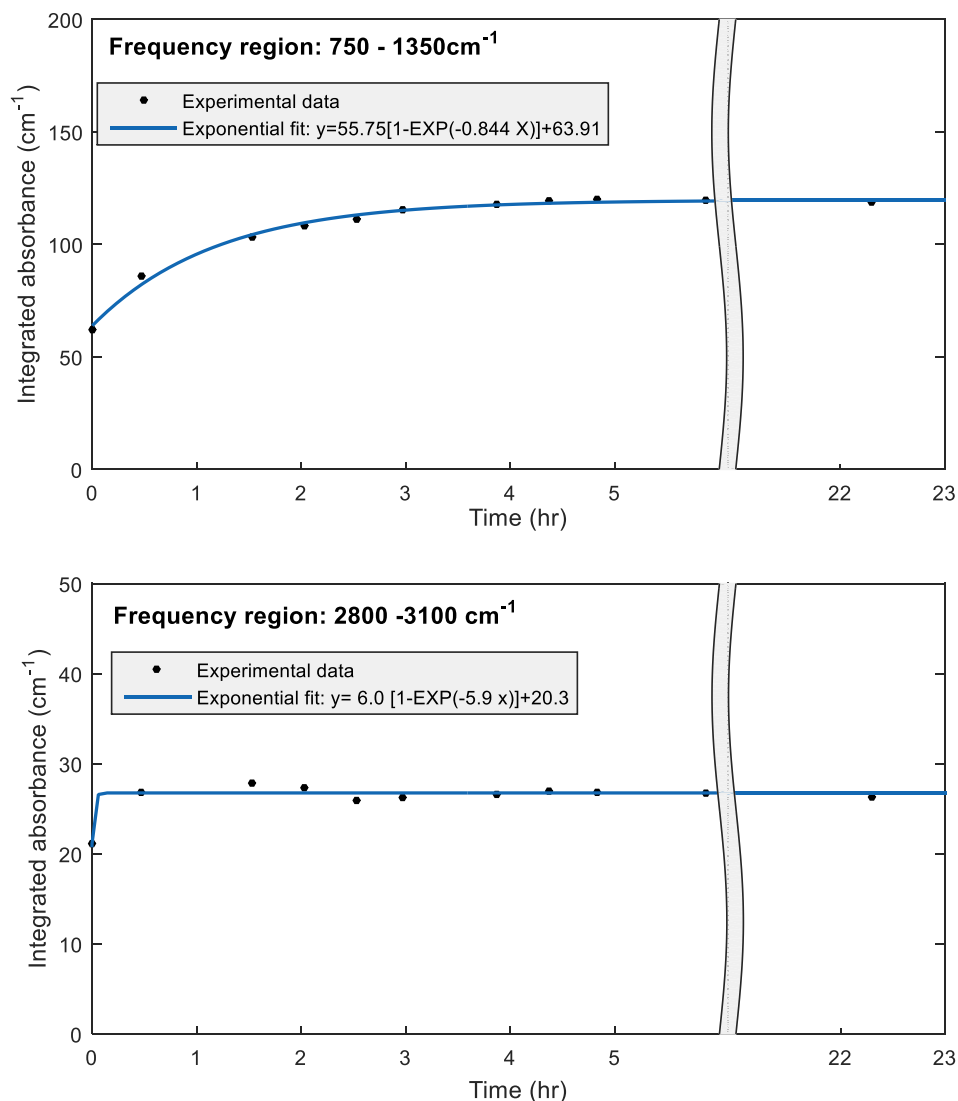 200
150
100
50
0
Integrated absorbance (cm-1)
Frequency region: 750 - 1350cm-1
Experimental data
Exponential fit: y=55.75[1-EXP(-0.844 X)]+63.91
0 1 2 3 4 5 22 23
Time (hr)
50
40
30
20
10
0
Integrated absorbance (cm-1)
Frequency region: 2800 -3100 cm-1
Experimental data
Exponential fit: y= 6.0 [1-EXP(-5.9 x)]+20.3
0 1 2 3 4 5 22 23
Time (hr)